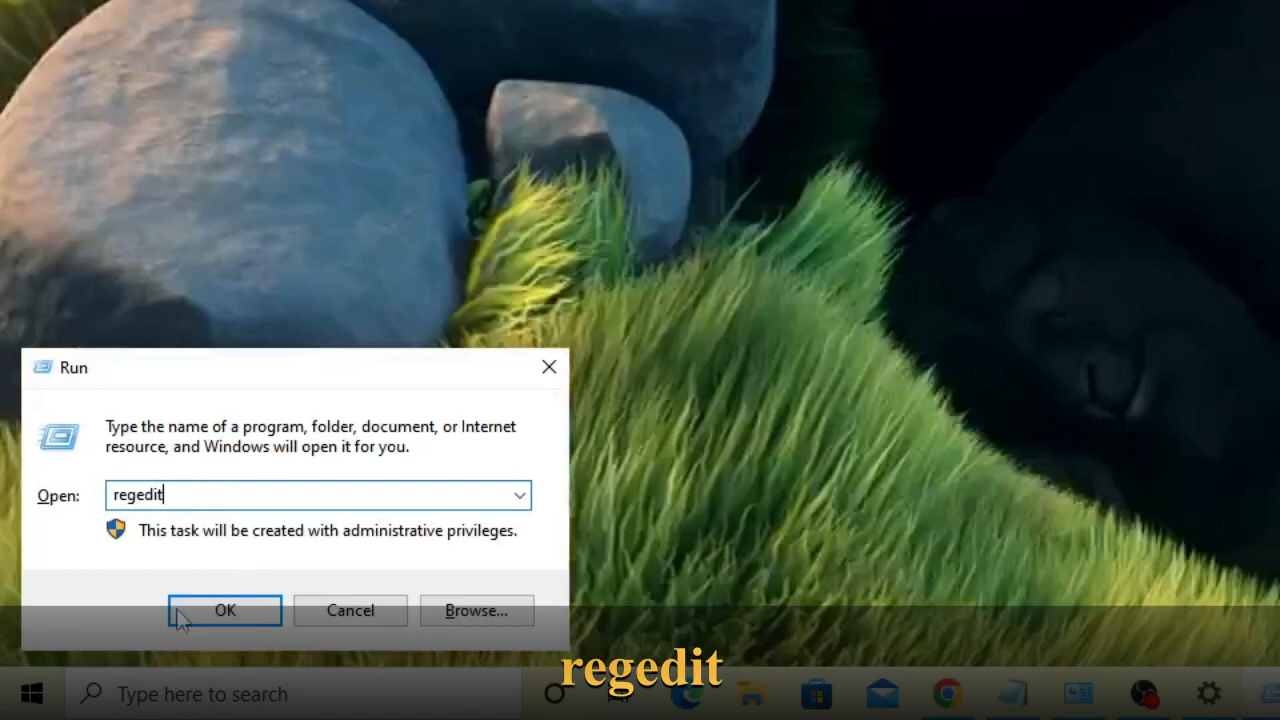 Run
Type the name of a program, folder, document, or Internet
resource, and Windows will open it for you.
Open:
regedit
This task will be created with administrative privileges.
OK
Cancel
Browse...
regedit
Type here to search